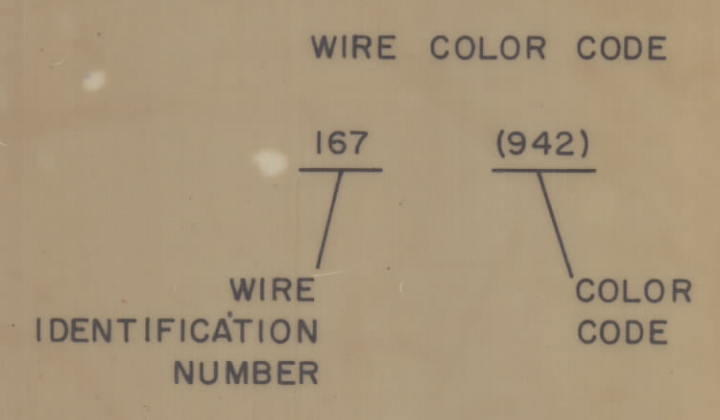 WIRE COLOR CODE
167 (942)
WIRE
IDENTIFICATION
NUMBER
COLOR
CODE